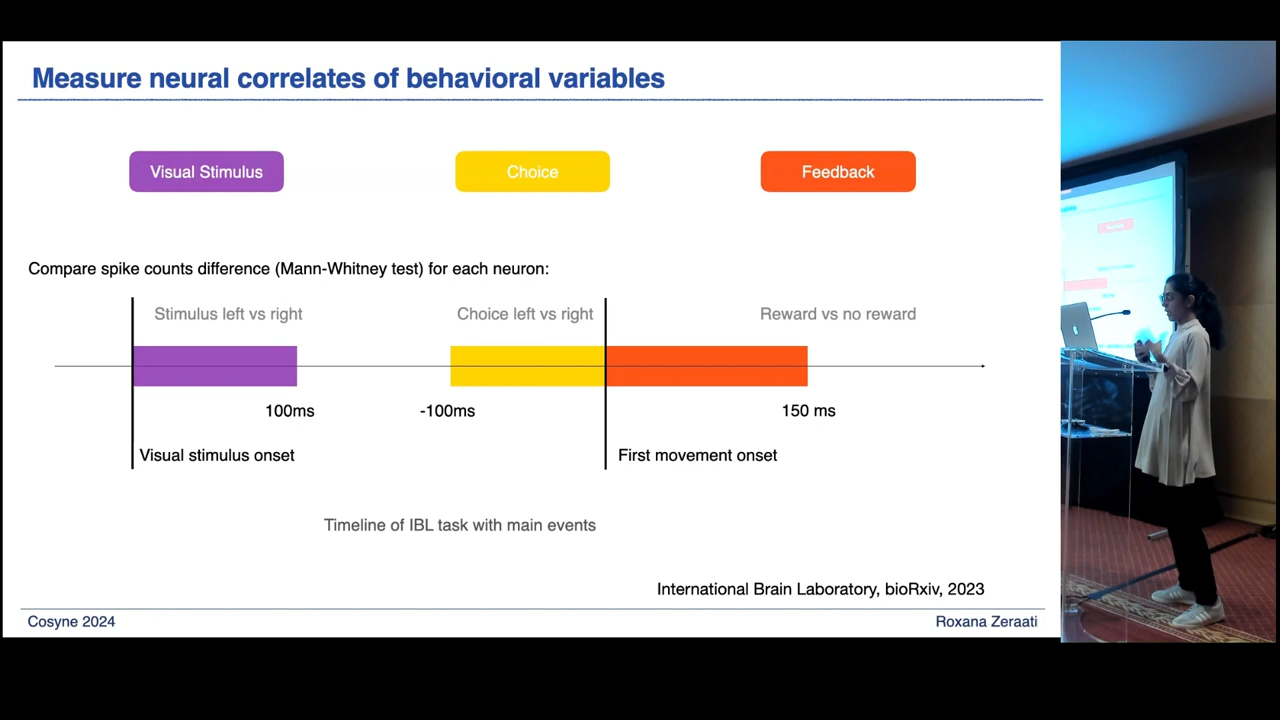 Measure neural correlates of behavioral variables
Visual Stimulus
Choice
Feedback
Compare spike counts difference (Mann-Whitney test) for each neuron:
Stimulus left vs right
Choice left vs right
Reward vs no reward
100ms
-100ms
150 ms
Visual stimulus onset
First movement onset
Timeline of IBL task with main events
International Brain Laboratory, bioRxiv, 2023
Cosyne 2024
Roxana Zeraati